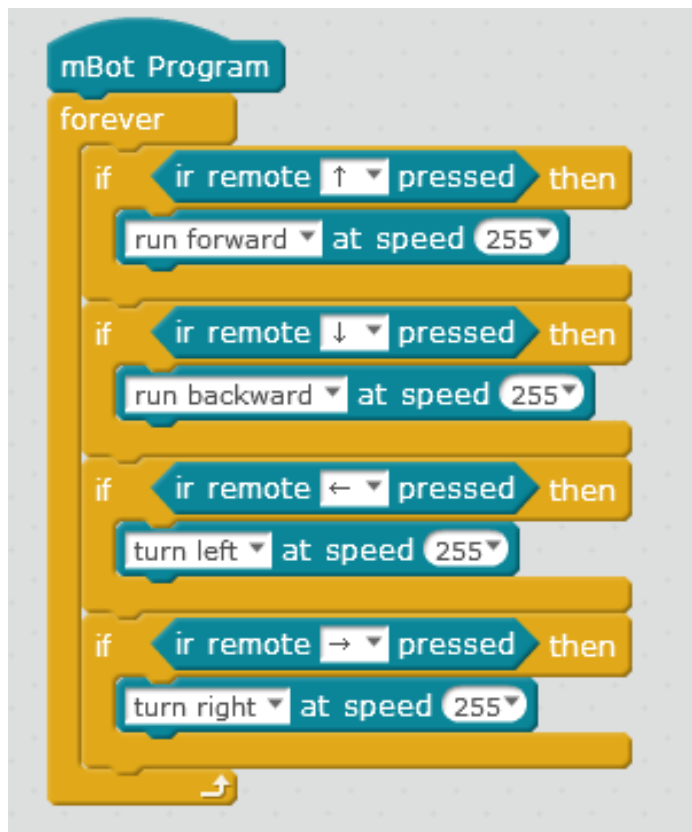 mBot Program
forever
if ir remote ↑ pressed then
run forward at speed 255
if ir remote ↓ pressed then
run backward at speed 255
if ir remote ← pressed then
turn left at speed 255
if ir remote → pressed then
turn right at speed 255